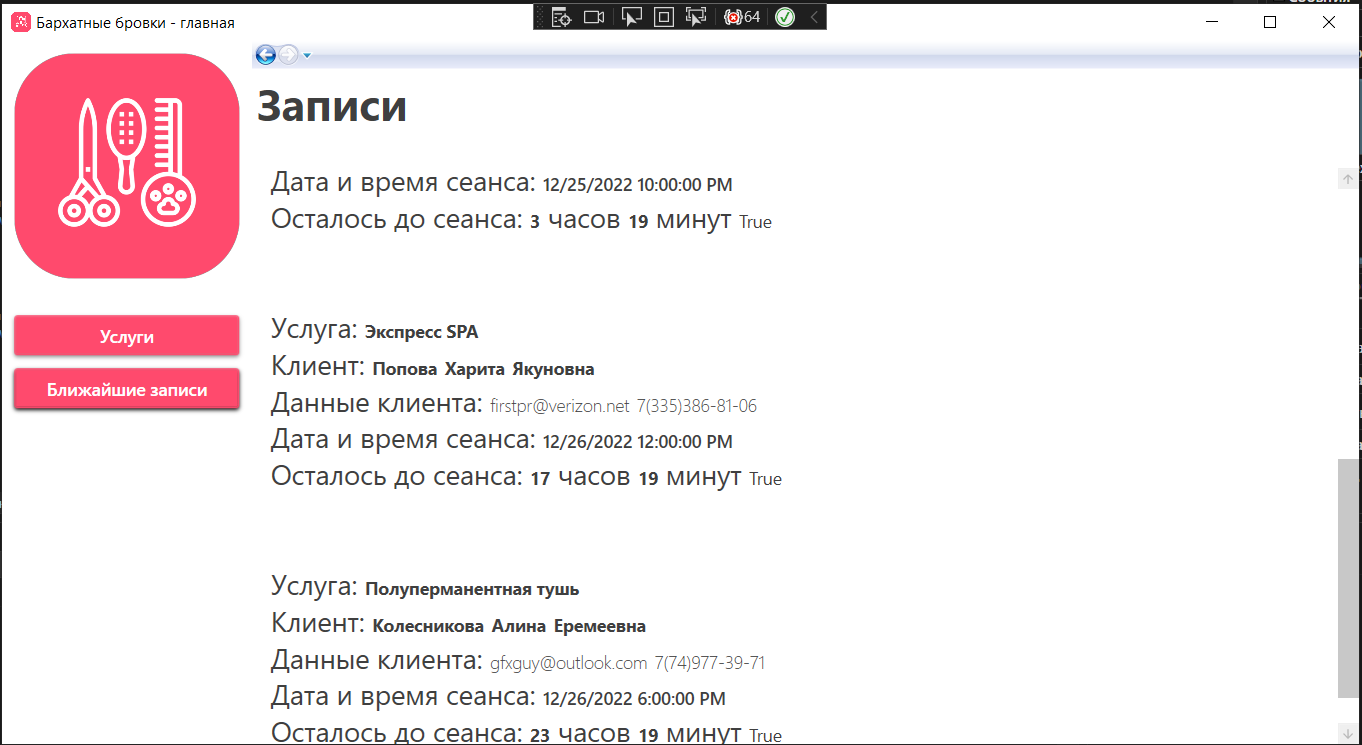 Бархатные бровки - главная
64
Записи
Дата и время сеанса: 12/25/2022 10:00:00 PM
Осталось до сеанса: 3 часов 19 минут True
Услуги
Ближайшие записи
Услуга: Экспресс SPA
Клиент: Попова Харита Якуновна
Данные клиента: firstpr@verizon.net 7(335)386-81-06
Дата и время сеанса: 12/26/2022 12:00:00 PM
Осталось до сеанса: 17 часов 19 минут True
Услуга: Полуперманентная тушь
Клиент: Колесникова Алина Еремеевна
Данные клиента: gfxguy@outlook.com 7(74)977-39-71
Дата и время сеанса: 12/26/2022 6:00:00 PM
Осталось до сеанса: 23 часов 19 минут True